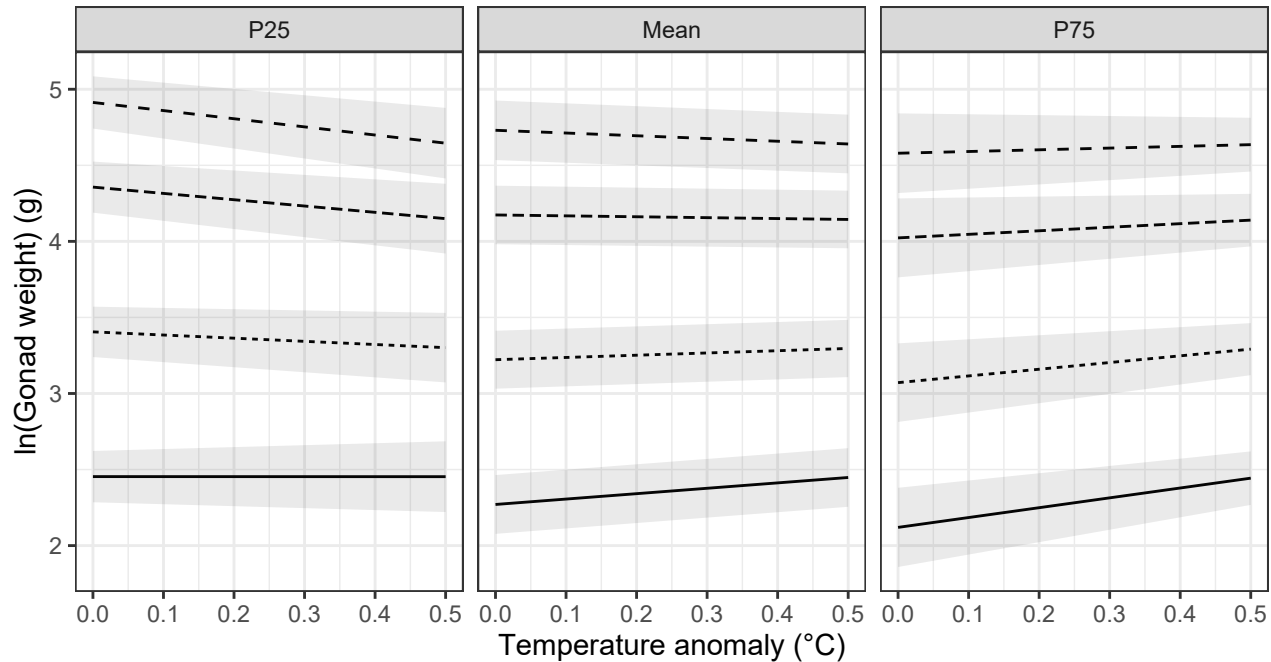 P25 Mean P75
ln(Gonad weight) (g)
5
4
3
2
0.0 0.1 0.2 0.3 0.4 0.5 0.0 0.1 0.2 0.3 0.4 0.5 0.0 0.1 0.2 0.3 0.4 0.5
Temperature anomaly (°C)